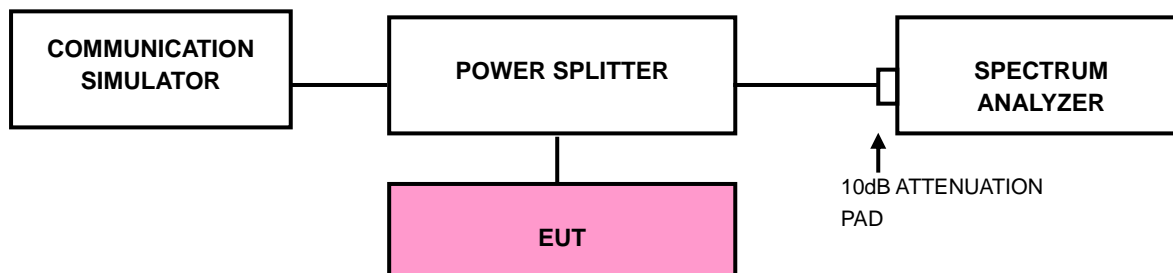 COMMUNICATION
SIMULATOR
POWER SPLITTER
SPECTRUM
ANALYZER
10dB ATTENUATION
PAD
EUT